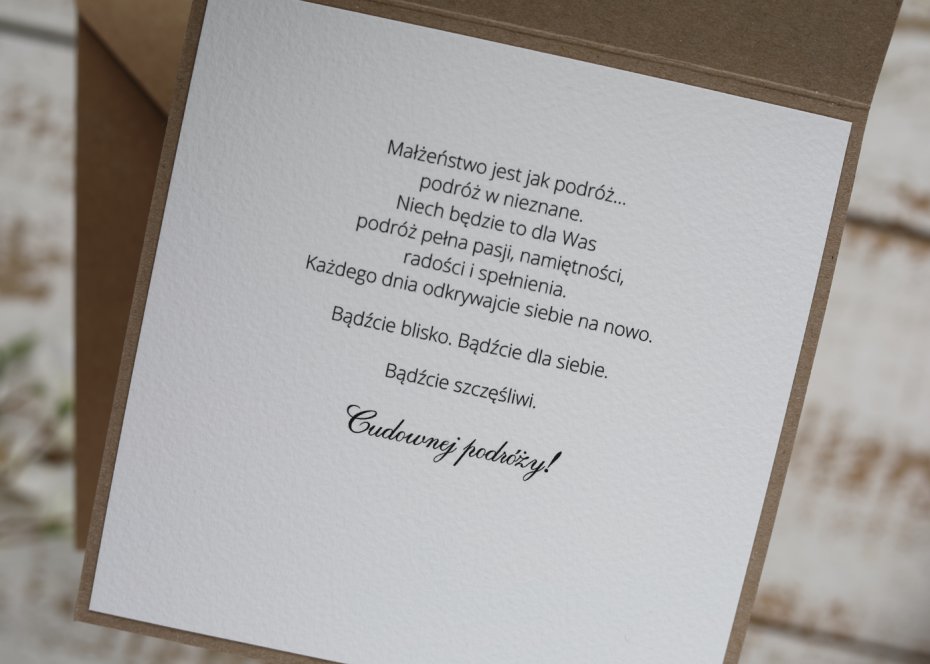 Małżeństwo jest jak podróż...
podróż w nieznane.
Niech będzie to dla Was
podróż pełna pasji, namiętności,
radości i spełnienia.
Każdego dnia odkrywajcie siebie na nowo.
Bądźcie blisko. Bądźcie dla siebie.
Bądźcie szczęśliwi.
Cudownej podróży!